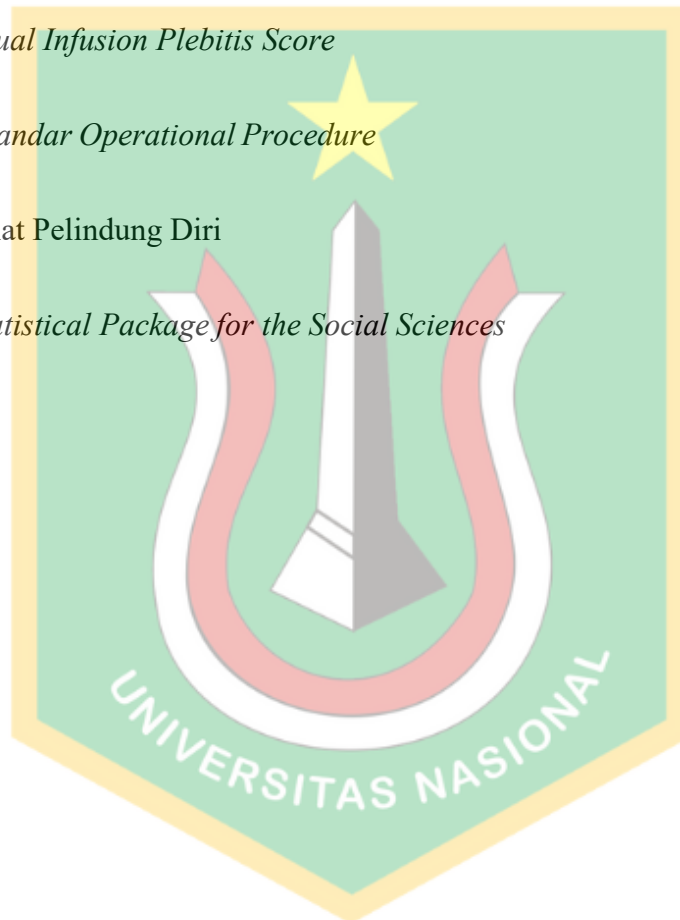 ual Infusion Plebitis Score
andar Operational Procedure
at Pelindung Diri
atistical Package for the Social Sciences
UNIVERSITAS NASIONAL